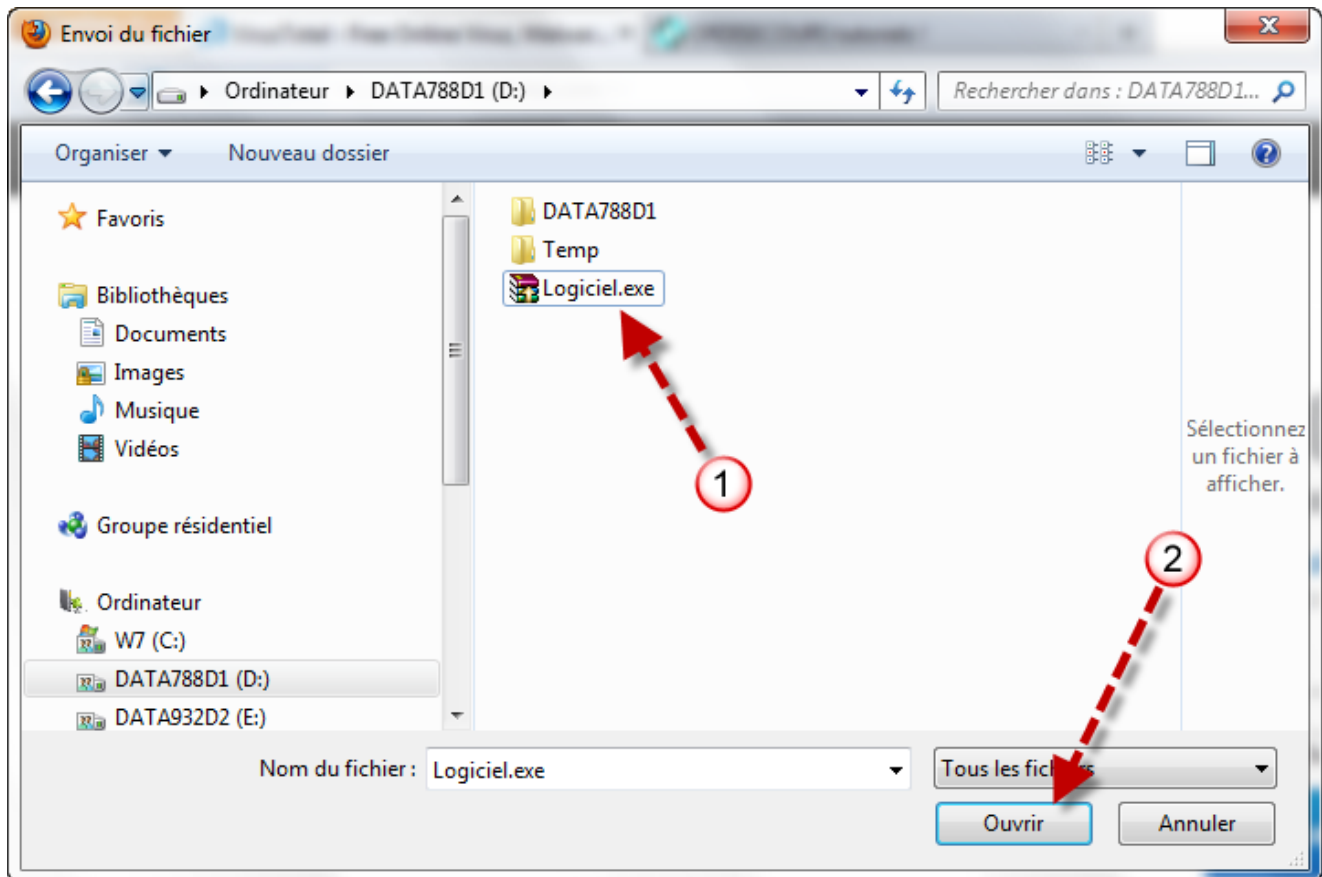 Envoi du fichier
Ordinateur DATA788D1 (D:)
Rechercher dans : DATA788D1...
Organiser
Nouveau dossier
Favoris
Bibliothèques
Documents
Images
Musique
Vidéos
Groupe résidentiel
Ordinateur
W7 (C:)
DATA788D1 (D:)
DATA932D2 (E:)
DATA788D1
Temp
Logiciel.exe
1
Sélectionnez
un fichier à
afficher.
2
Nom du fichier : Logiciel.exe
Tous les fichiers
Ouvrir
Annuler